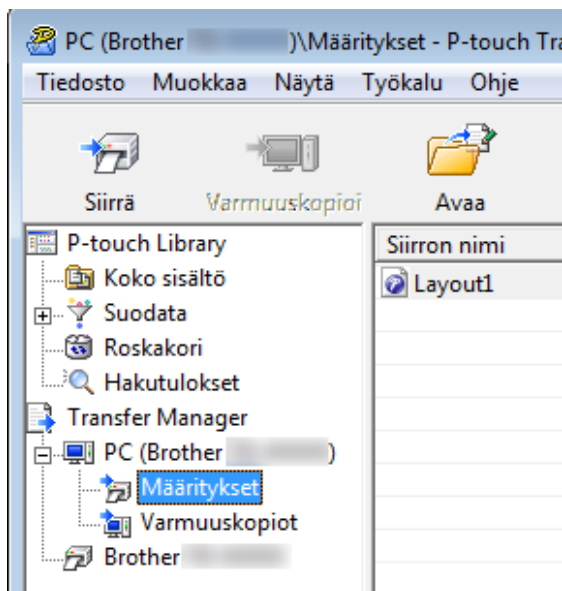 PC (Brother )\Määritykset - P-touch Tra
Tiedosto Muokkaa Näytä Työkalu Ohje
Siirrä Varmuuskopioi Avaa
P-touch Library
Koko sisältö
Suodata
Roskakori
Hakutulokset
Transfer Manager
PC (Brother )
Määritykset
Varmuuskopiot
Brother
Siirron nimi
Layout1